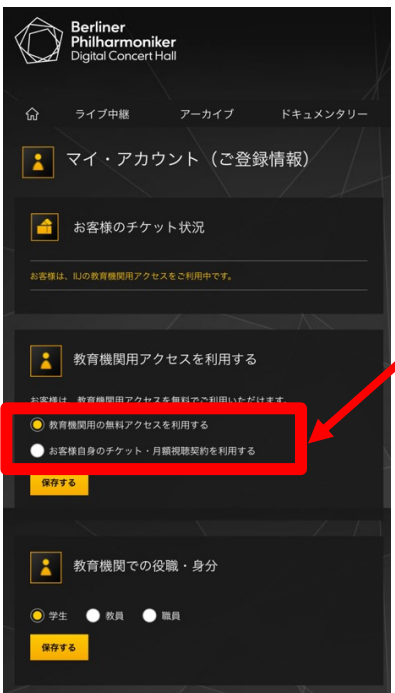 Berliner
Philharmoniker
Digital Concert Hall
ライブ中継 アーカイブ ドキュメンタリー
マイ・アカウント（ご登録情報）
お客様のチケット状況
お客様は、IIJの教育機関用アクセスをご利用中です。
教育機関用アクセスを利用する
お客様は、教育機関用アクセスを無料でご利用いただけます。
教育機関用の無料アクセスを利用する
お客様自身のチケット・月額視聴契約を利用する
保存する
教育機関での役職・身分
学生 教員 職員
保存する